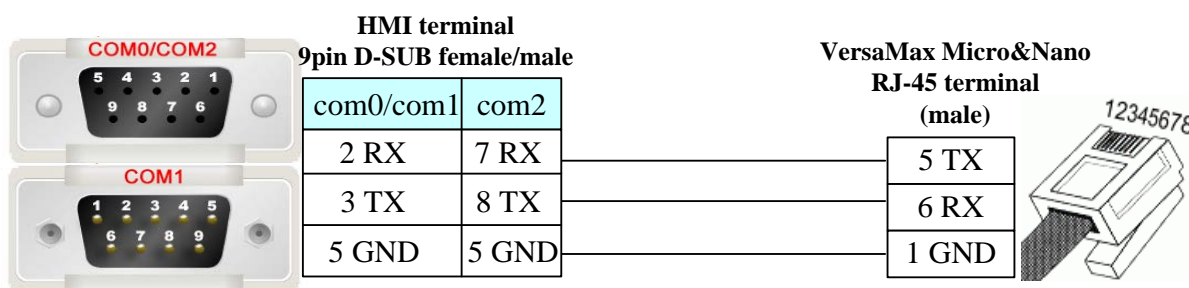 COM0/COM2
5 4 3 2 1
9 8 7 6
COM1
1 2 3 4 5
6 7 8 9
HMI terminal
9pin D-SUB female/male
com0/com1 com2
2 RX 7 RX
3 TX 8 TX
5 GND 5 GND
VersaMax Micro&Nano
RJ-45 terminal
(male)
5 TX
6 RX
1 GND
12345678